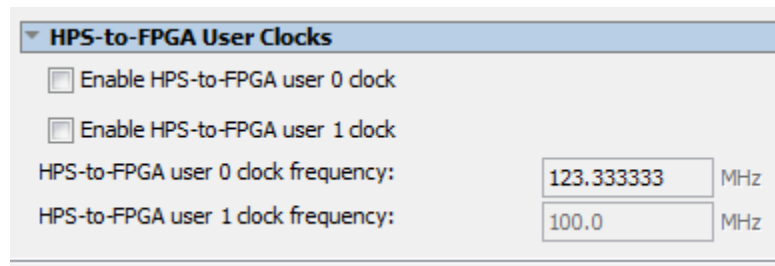 HPS-to-FPGA User Clocks
Enable HPS-to-FPGA user 0 clock
Enable HPS-to-FPGA user 1 clock
HPS-to-FPGA user 0 clock frequency: 123.333333 MHz
HPS-to-FPGA user 1 clock frequency: 100.0 MHz